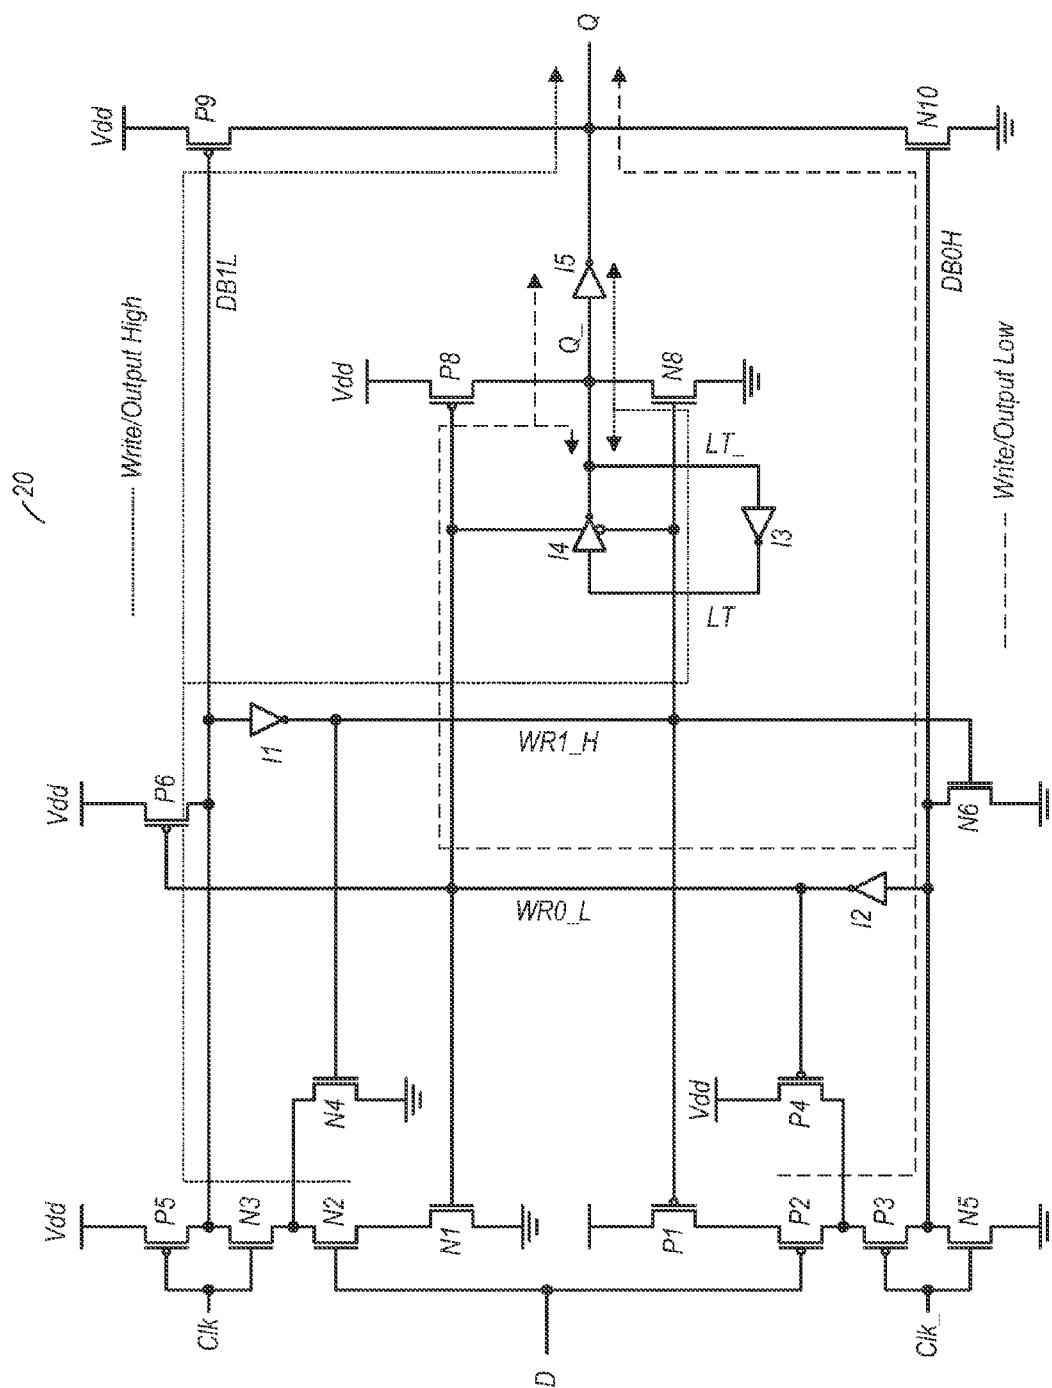 20
Write/Output High
Write/Output Low
Vdd
P5
N3
N2
N1
Clk
D
P1
P2
P3
N5
Clk_
Vdd
P4
N4
Vdd
P6
I1
WR1_H
WR0_L
I2
N6
DB1L
Vdd
P8
N8
Q_
I5
I4
I3
LT_
LT
Vdd
P9
Q
N10
DB0H